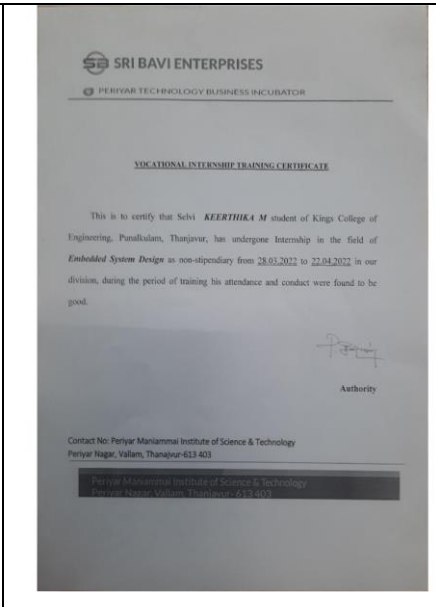 SB SRI BAVI ENTERPRISES
@ PERIYAR TECHNOLOGY BUSINESS INCUBATOR
VOCATIONAL INTERNSHIP TRAINING CERTIFICATE
This is to certify that Selvi KEERTHIKA M student of Kings College of
Engineering, Punalkulam, Thanjavur, has undergone Internship in the field of
Embedded System Design as non-stipendiary from 28.03.2022 to 22.04.2022 in our
division, during the period of training his attendance and conduct were found to be
good.
Authority
Contact No: Periyar Maniammai Institute of Science & Technology
Periyar Nagar, Vallam, Thanajvur-613 403
Periyar Maniammai Institute of Science & Technology
Periyar Nagar, Vallam, Thanjavur- 613 403